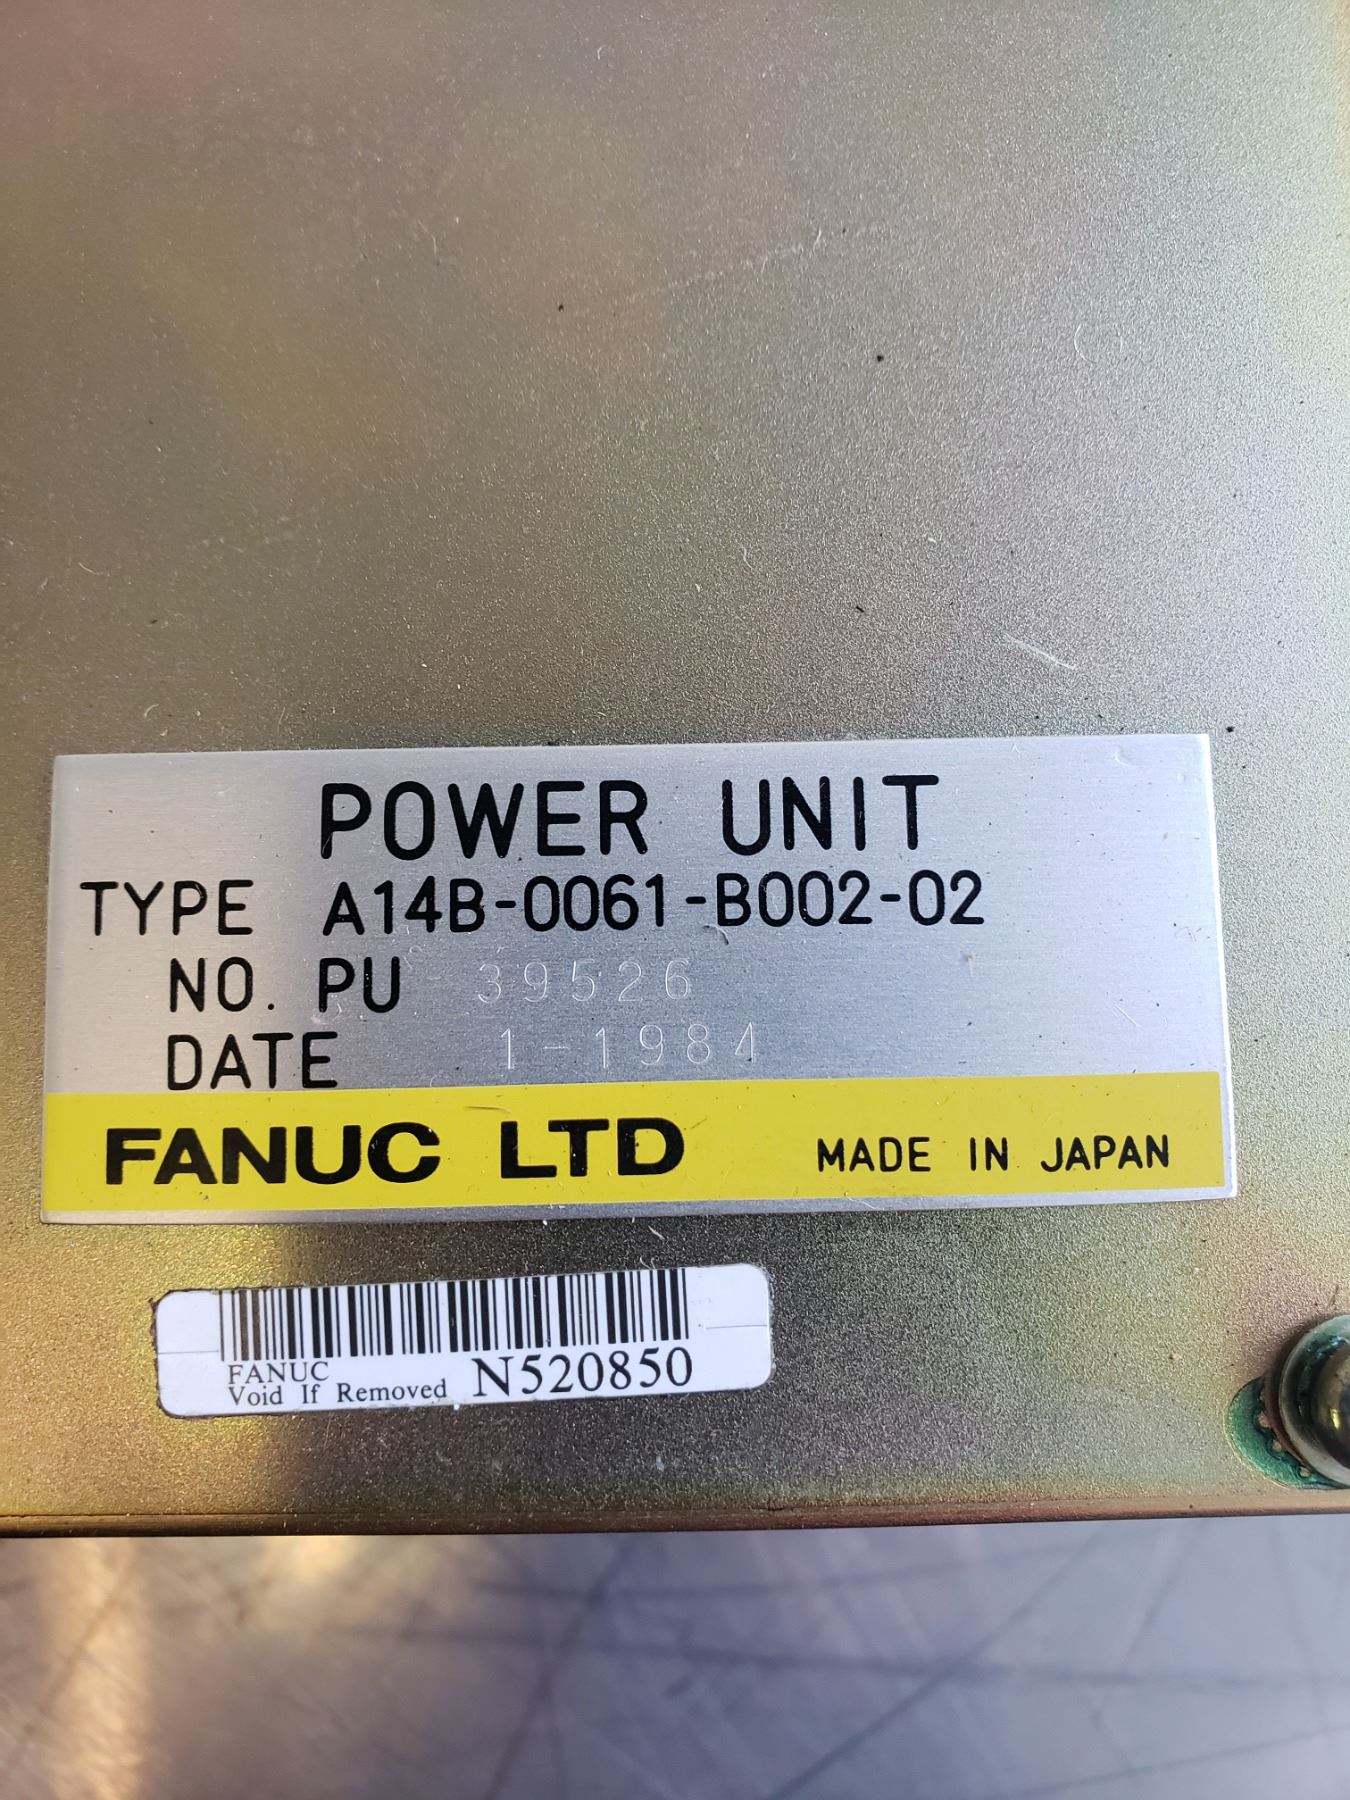 POWER UNIT
TYPE A14B-0061-B002-02
NO. PU 39526
DATE 1-1984
FANUC LTD MADE IN JAPAN
FANUC
Void If Removed N520850